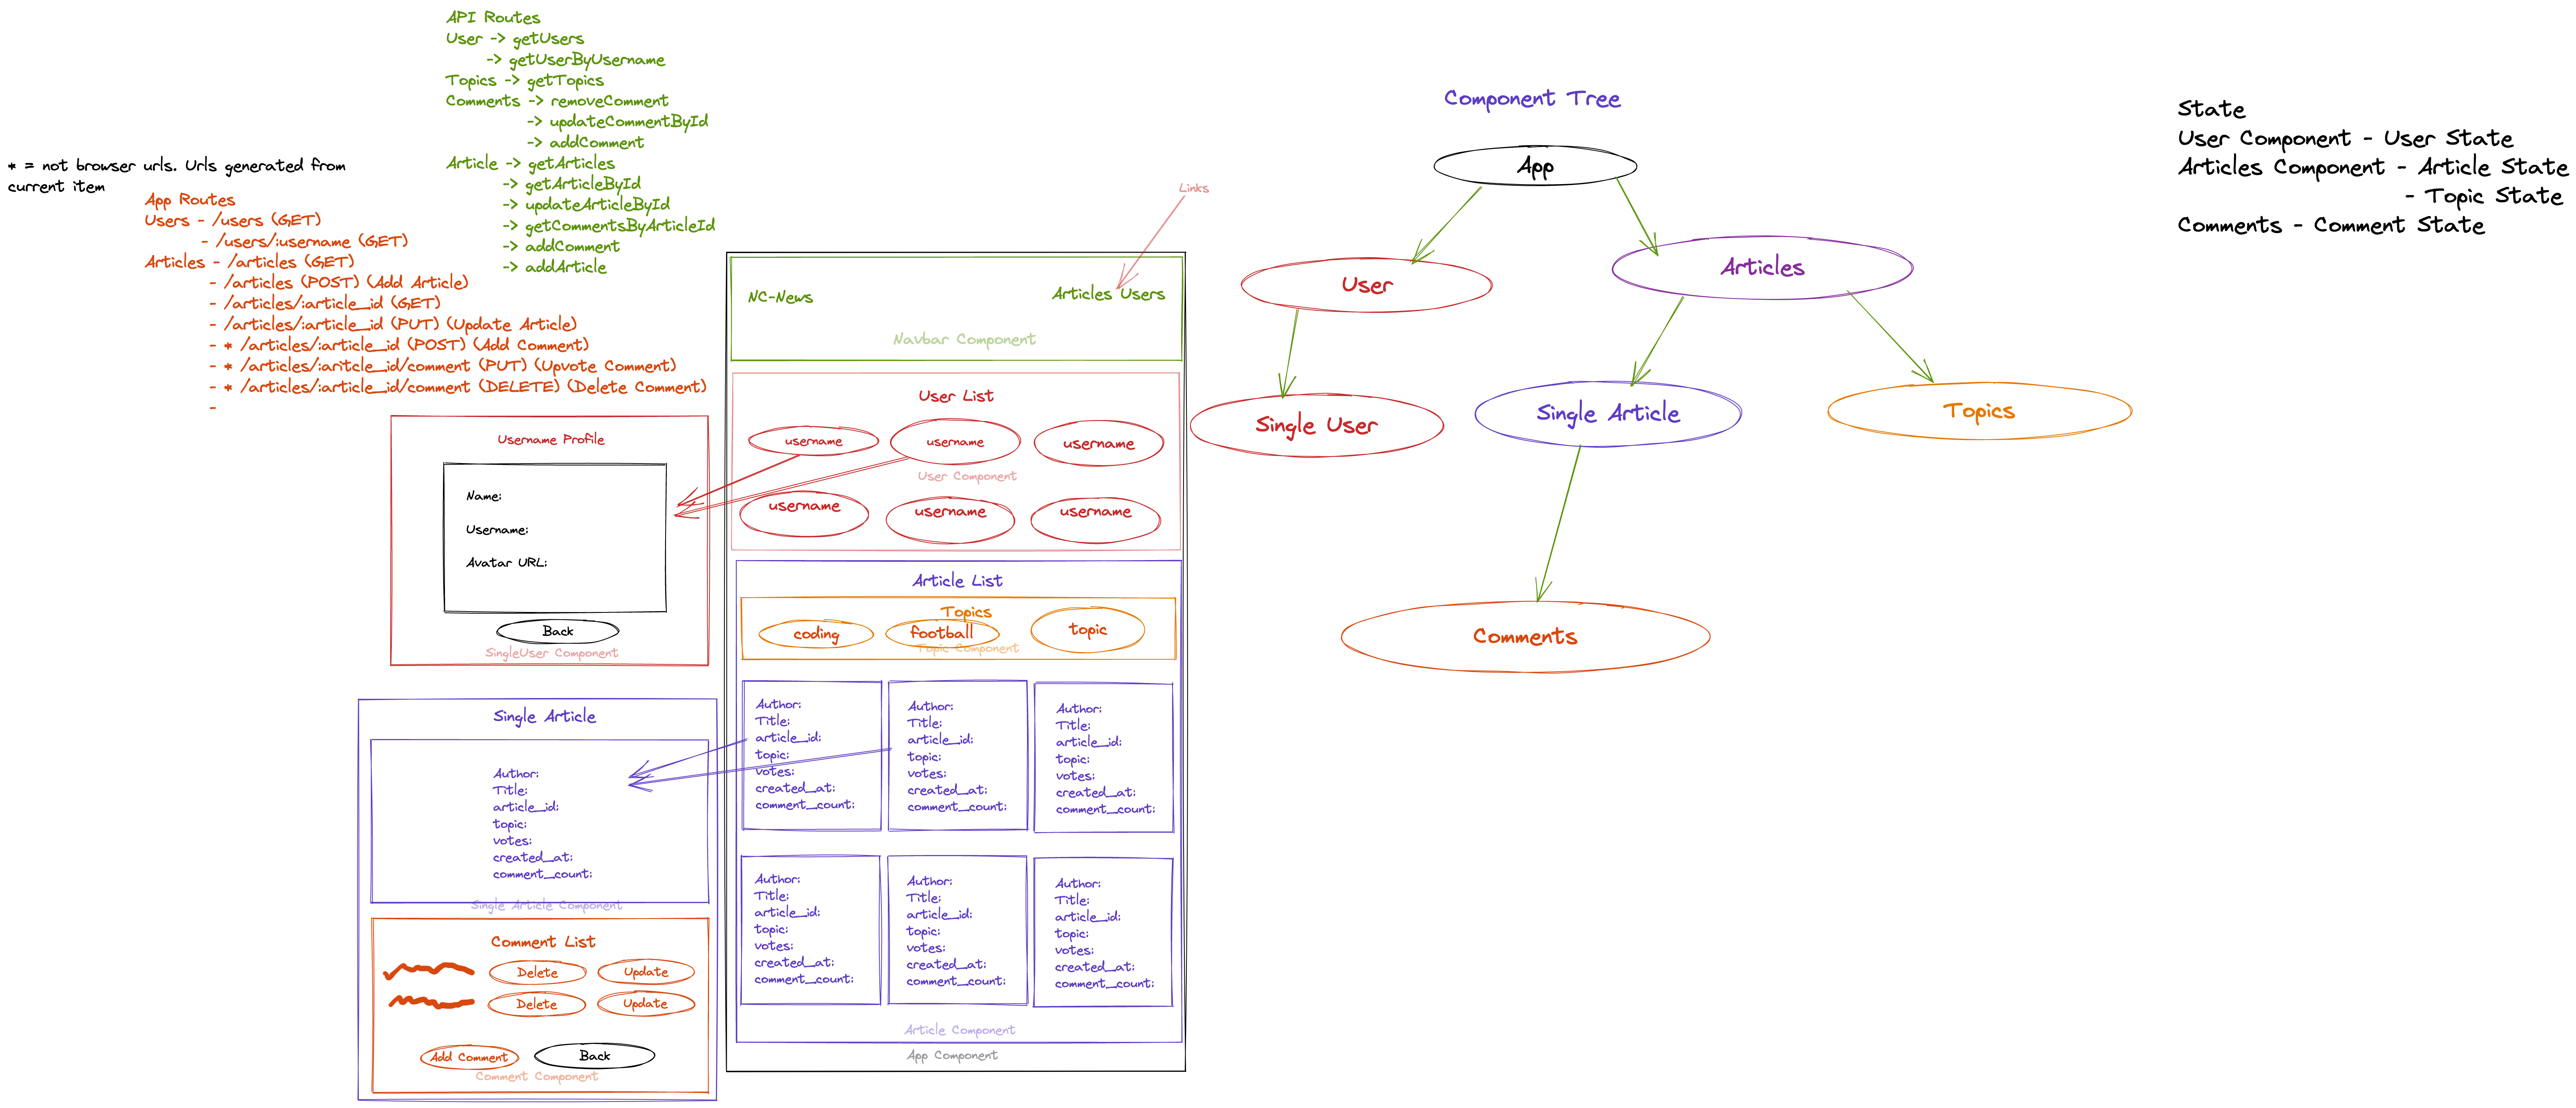 API Routes
User -> getUsers
-> getUserByUsername
Topics -> getTopics
Comments -> removeComment
-> updateCommentById
-> addComment
Article -> getArticles
-> getArticleById
-> updateArticleById
-> getCommentsByArticleId
-> addComment
-> addArticle
* = not browser urls. Urls generated from
current item
App Routes
Users - /users (GET)
- /users/:username (GET)
Articles - /articles (GET)
- /articles (POST) (Add Article)
- /articles/:article_id (GET)
- /articles/:article_id (PUT) (Update Article)
- * /articles/:article_id (POST) (Add Comment)
- * /articles/:aritcle_id/comment (PUT) (Upvote Comment)
- * /articles/:article_id/comment (DELETE) (Delete Comment)
-
Username Profile
Name:
Username:
Avatar URL:
Back
SingleUser Component
Single Article
Author:
Title:
article_id:
topic:
votes:
created_at:
comment_count:
Single Article Component
Comment List
Delete
Update
Delete
Update
Add Comment
Back
Comment Component
Links
NC-News
Articles Users
Navbar Component
User List
username
username
username
User Component
username
username
username
Article List
Topics
coding
football
topic
Topic Component
Author:
Title:
article_id:
topic:
votes:
created_at:
comment_count:
Author:
Title:
article_id:
topic:
votes:
created_at:
comment_count:
Author:
Title:
article_id:
topic:
votes:
created_at:
comment_count:
Author:
Title:
article_id:
topic:
votes:
created_at:
comment_count:
Author:
Title:
article_id:
topic:
votes:
created_at:
comment_count:
Author:
Title:
article_id:
topic:
votes:
created_at:
comment_count:
Article Component
App Component
Component Tree
App
User
Articles
Single User
Single Article
Topics
Comments
State
User Component - User State
Articles Component - Article State
- Topic State
Comments - Comment State